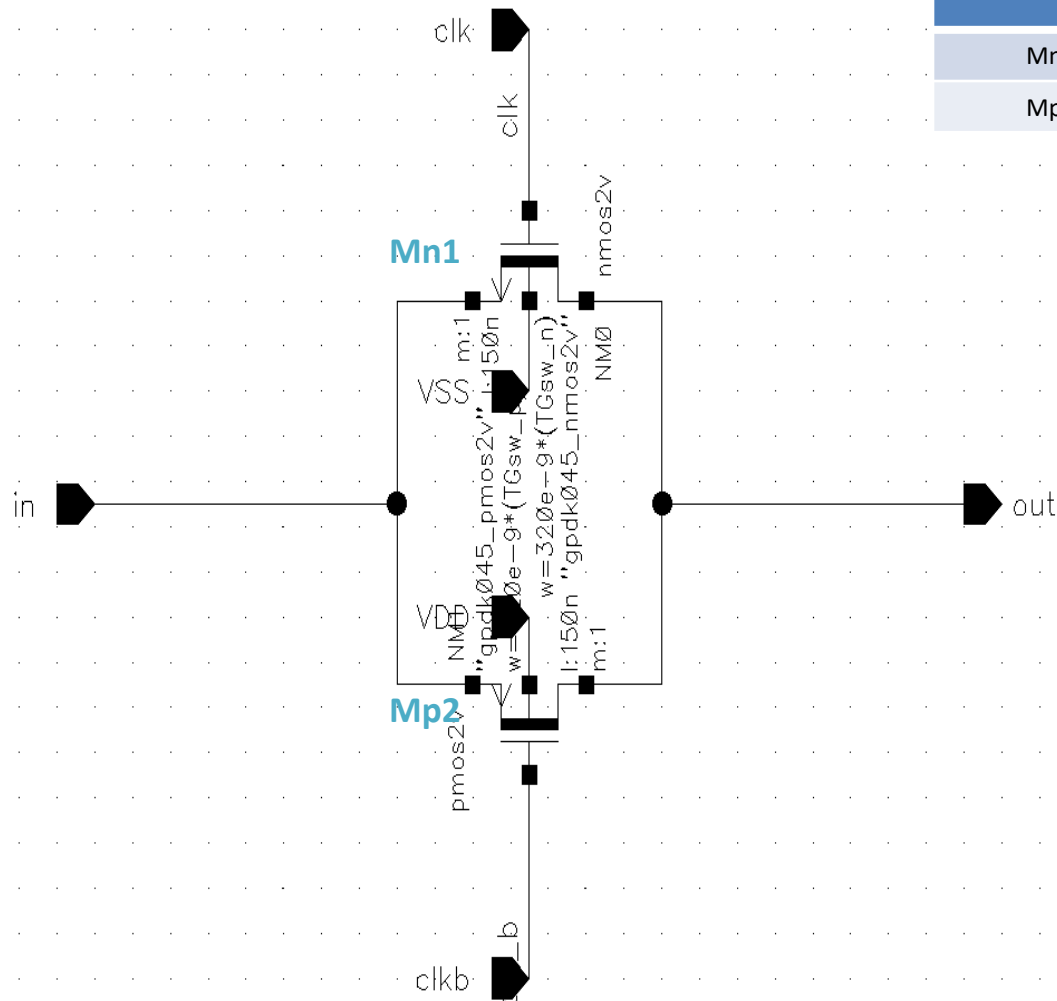 clk
clk
Mn
Mp
nmos2v
Mn1
m:1
l:150n
NM0
VSS
"gpdk045_pmos2v"
w=320e-9*(TGsw_n)
"gpdk045_nmos2v"
in
out
VDD
l:150n
m:1
Mp2
pmos2v
_b
clkb